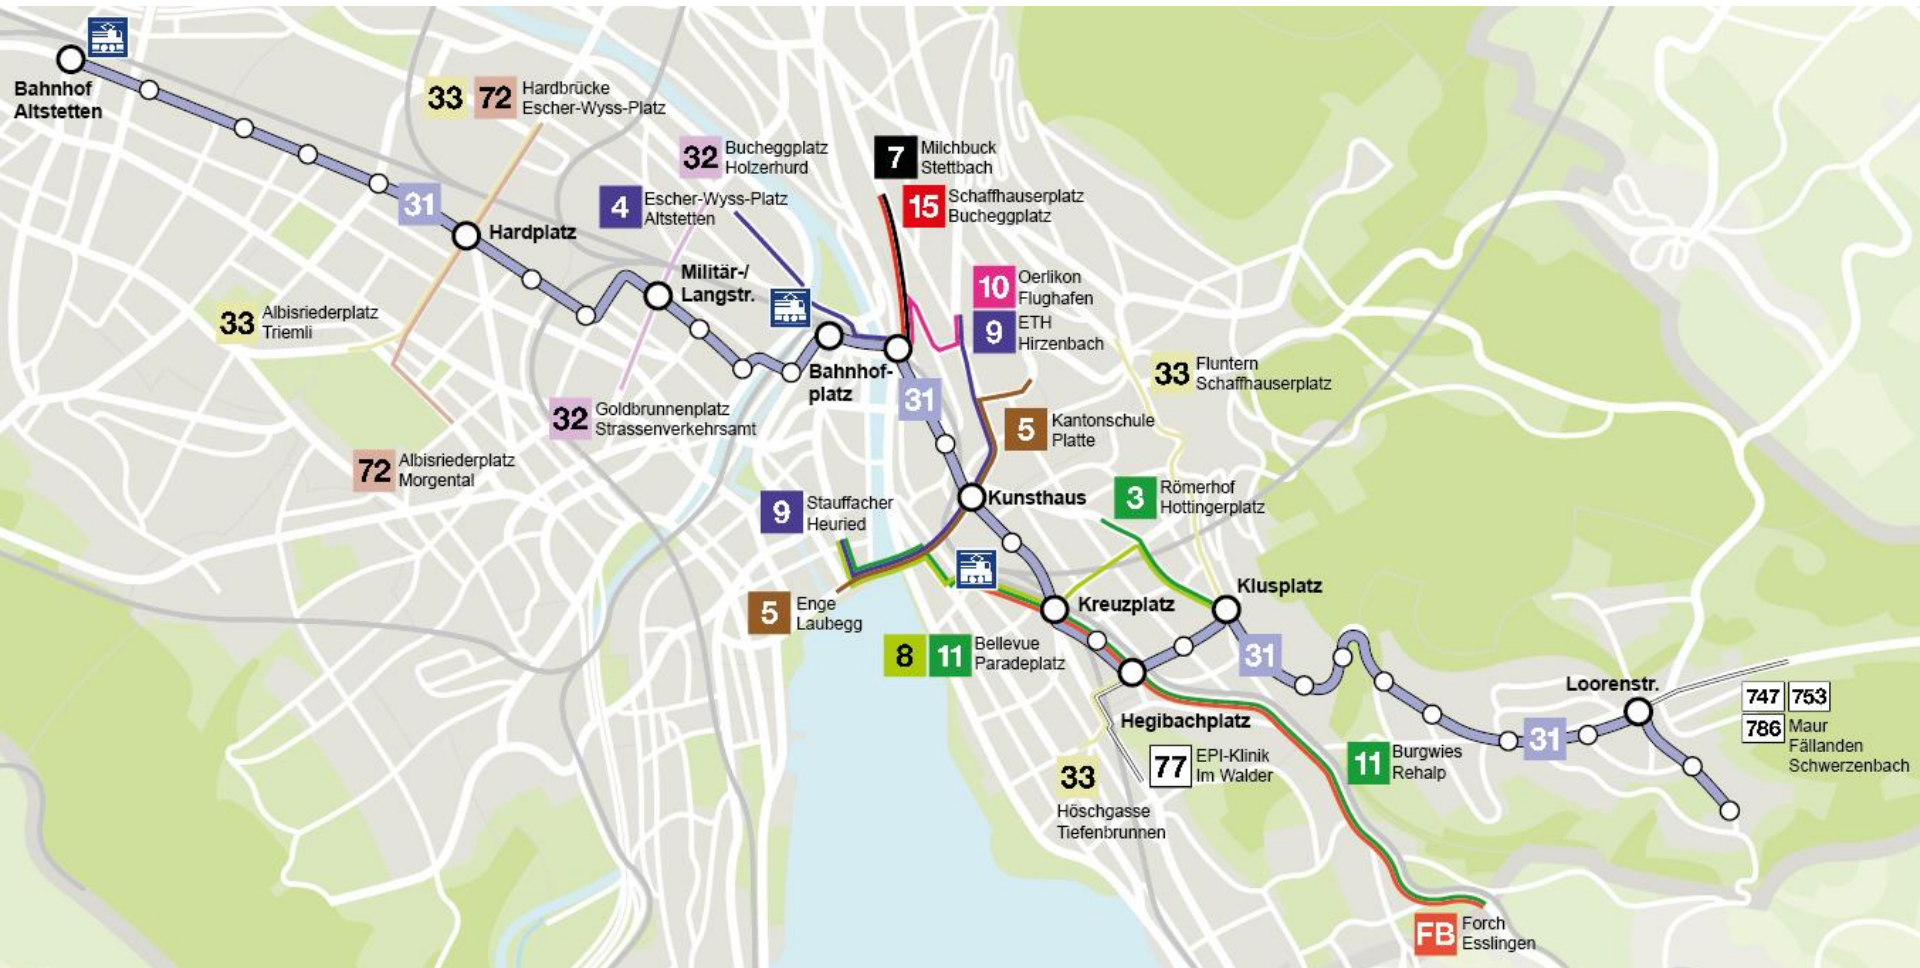 Bahnhof
Altstetten
33 72 Hardbrücke
Escher-Wyss-Platz
31
Hardplatz
32 Bucheggplatz
Holzerhurd
4 Escher-Wyss-Platz
Altstetten
7 Milchbuck
Stettbach
15 Schaffhauserplatz
Bucheggplatz
Militär-/
Langstr.
10 Oerlikon
Flughafen
9 ETH
Hirzenbach
33 Albisriederplatz
Triemli
Bahnhof-
platz
31
33 Fluntern
Schaffhauserplatz
32 Goldbrunnenplatz
Strassenverkehrsamt
5 Kantonschule
Platte
72 Albisriederplatz
Morgental
9 Stauffacher
Heuried
Kunsthaus
3 Römerhof
Hottingerplatz
5 Enge
Laubegg
Kreuzplatz
Klusplatz
8 11 Bellevue
Paradeplatz
31
Hegibachplatz
Loorenstr.
747 753
786 Maur
Fällanden
Schwerzenbach
31
33
Höschgasse
Tiefenbrunnen
77 EPI-Klinik
Im Walder
11 Burgwies
Rehalp
FB Forch
Esslingen